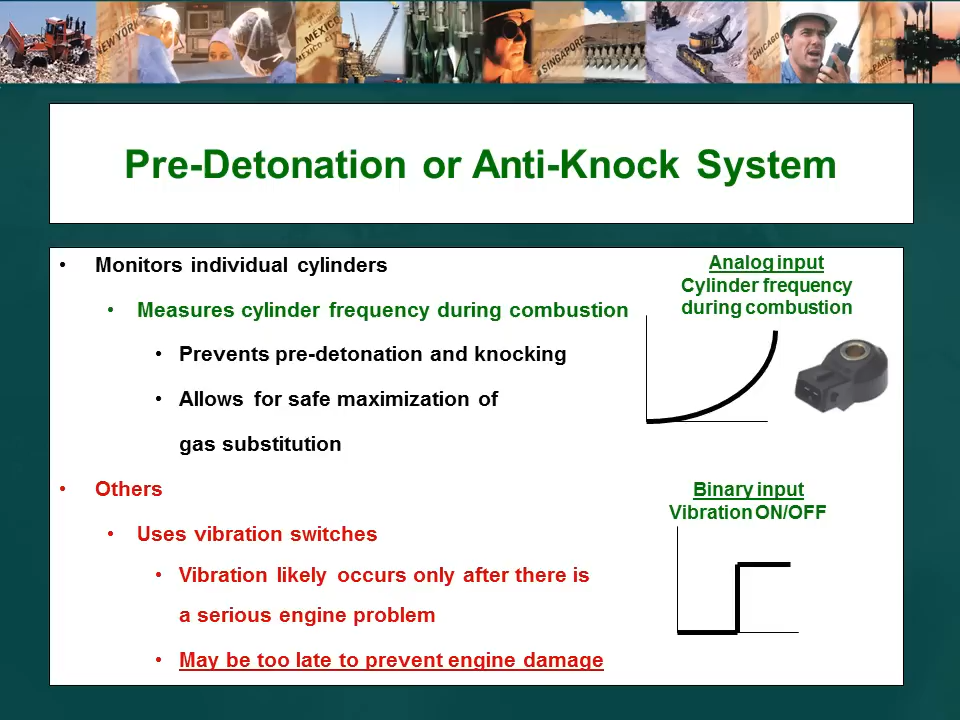 NEW YORK
MEXICO
MEXICO
SINGAPORE
CHICAGO
PARIS
Pre-Detonation or Anti-Knock System
• Monitors individual cylinders
• Measures cylinder frequency during combustion
• Prevents pre-detonation and knocking
• Allows for safe maximization of
gas substitution
Analog input
Cylinder frequency
during combustion
• Others
• Uses vibration switches
• Vibration likely occurs only after there is
a serious engine problem
• May be too late to prevent engine damage
Binary input
Vibration ON/OFF